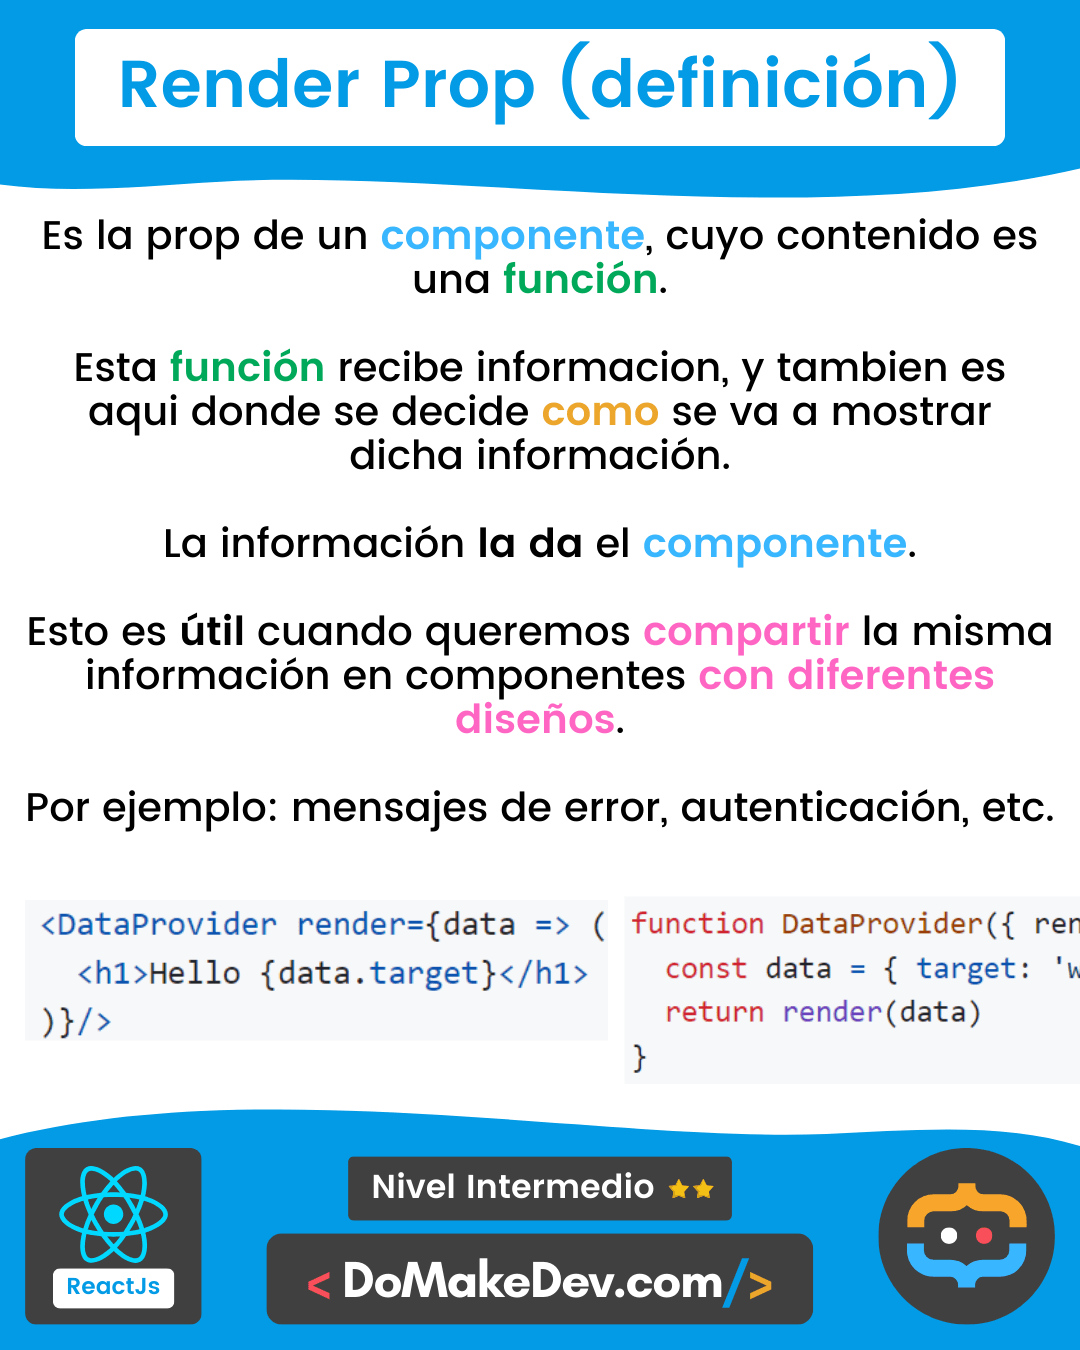 Render Prop (definición)
Es la prop de un componente, cuyo contenido es
una función.
Esta función recibe informacion, y tambien es
aqui donde se decide como se va a mostrar
dicha información.
La información la da el componente.
Esto es útil cuando queremos compartir la misma
información en componentes con diferentes
diseños.
Por ejemplo: mensajes de error, autenticación, etc.
<DataProvider render={data => (
<h1>Hello {data.target}</h1>
)}/>
function DataProvider({ ren
const data = { target: 'w
return render(data)
}
Nivel Intermedio
ReactJs
< DoMakeDev.com/>